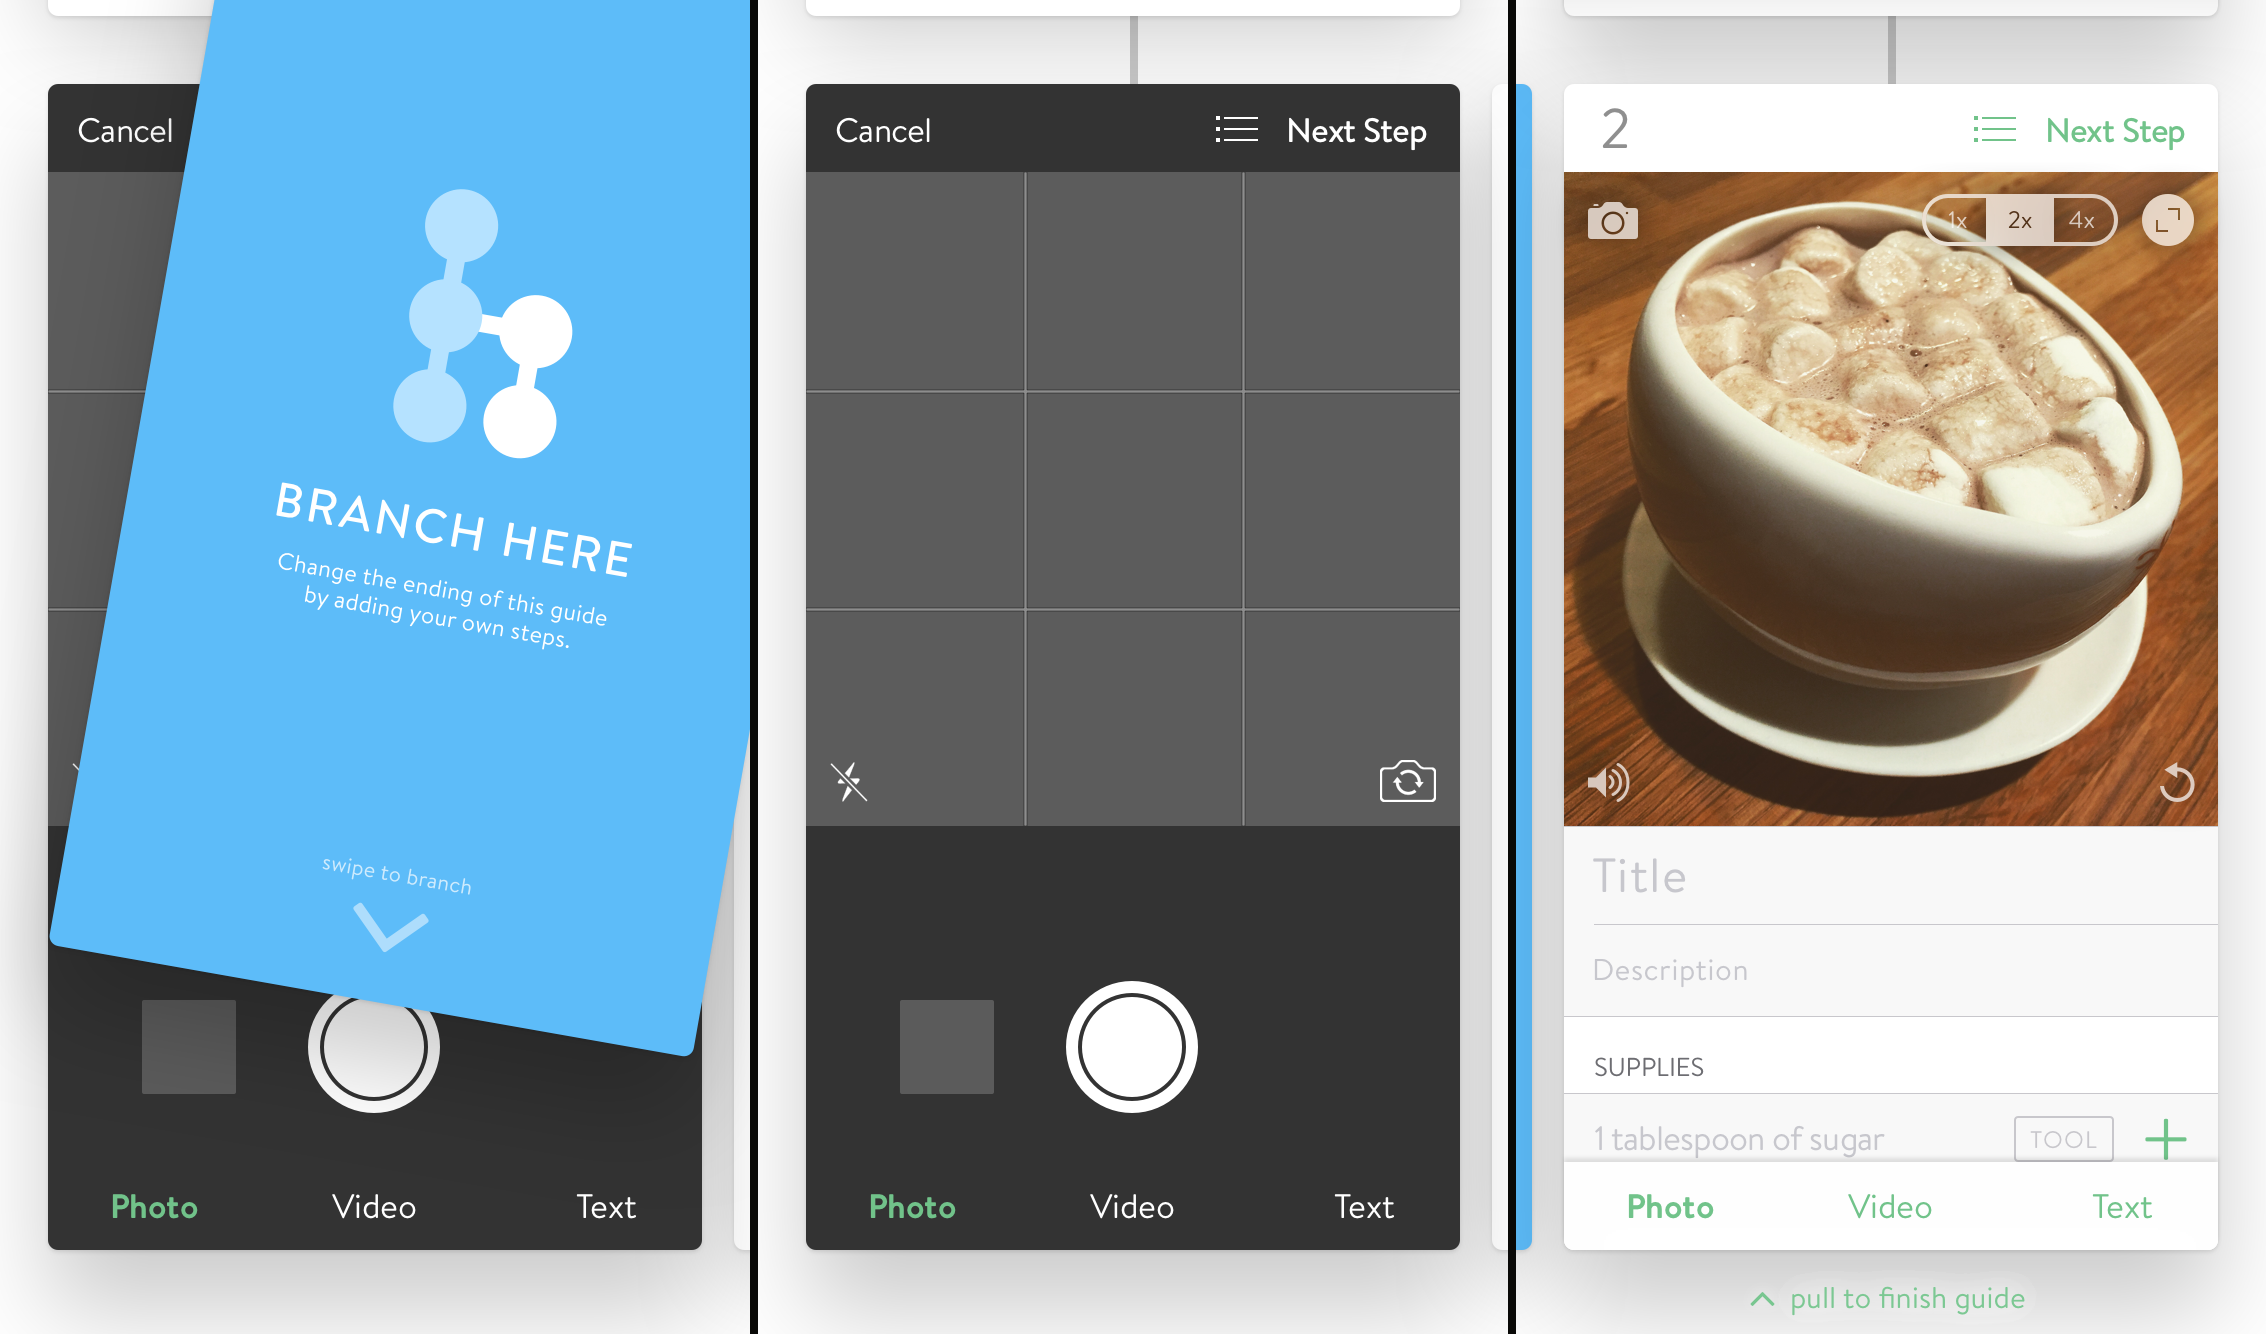 Cancel
BRANCH HERE
Change the ending of this guide
by adding your own steps.
swipe to branch
Photo
Video
Text
Cancel
Next Step
Photo
Video
Text
2
Next Step
1x
2x
4x
Title
Description
SUPPLIES
1 tablespoon of sugar
TOOL
Photo
Video
Text
pull to finish guide